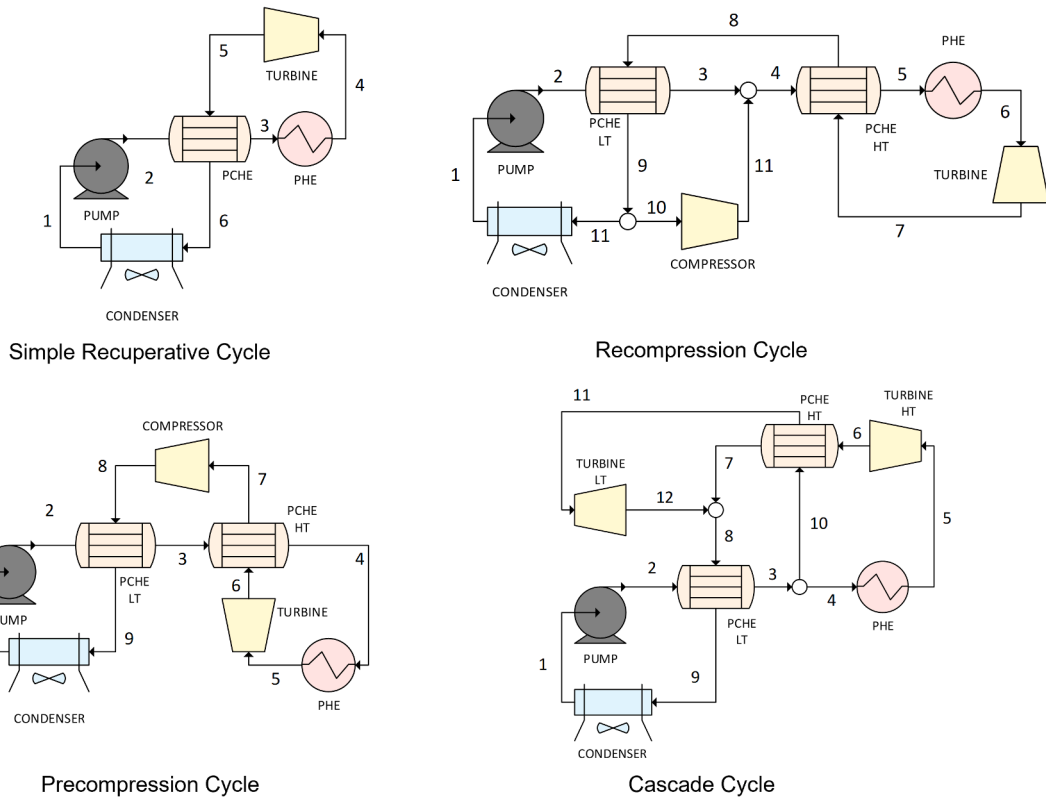 5
TURBINE
4
3
PCHE
PHE
2
PUMP
1
6
CONDENSER
Simple Recuperative Cycle
8
PHE
2
3
4
5
6
PCHE
LT
PCHE
HT
PUMP
TURBINE
1
9
11
10
11
7
COMPRESSOR
CONDENSER
Recompression Cycle
COMPRESSOR
8
7
2
PCHE
HT
3
4
PCHE
LT
6
TURBINE
UMP
9
5
PHE
CONDENSER
Precompression Cycle
11
PCHE
HT
TURBINE
HT
6
7
TURBINE
LT
12
10
5
8
2
3
4
PHE
PCHE
LT
PUMP
1
9
CONDENSER
Cascade Cycle